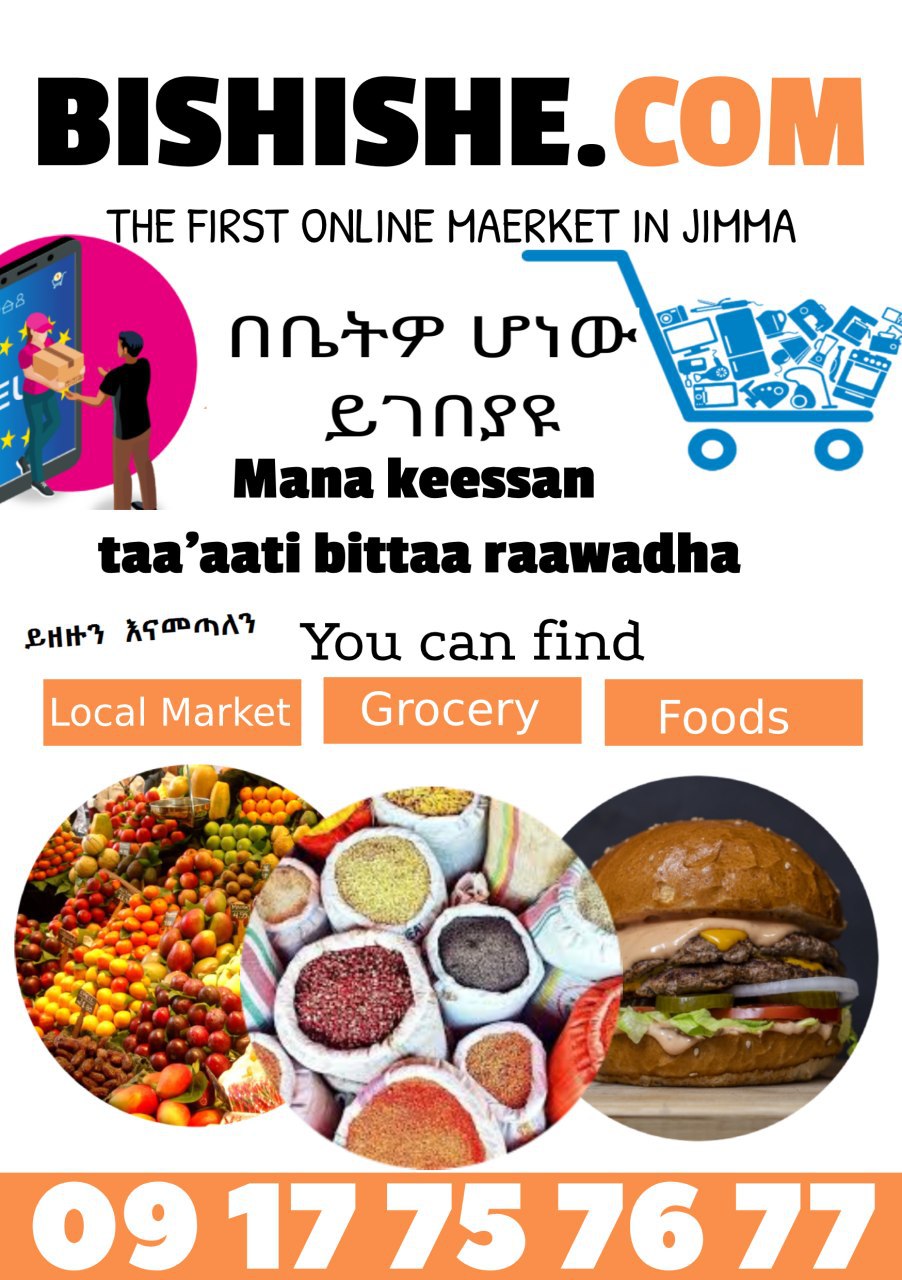 BISHISHE.COM
THE FIRST ONLINE MAERKET IN JIMMA
በቤትዎ ሆነው
ይገበያዩ
Mana keessan
taa’aati bittaa raawadha
ይዘዙን እናመጣለን
You can find
Local Market
Grocery
Foods
09 17 75 76 77